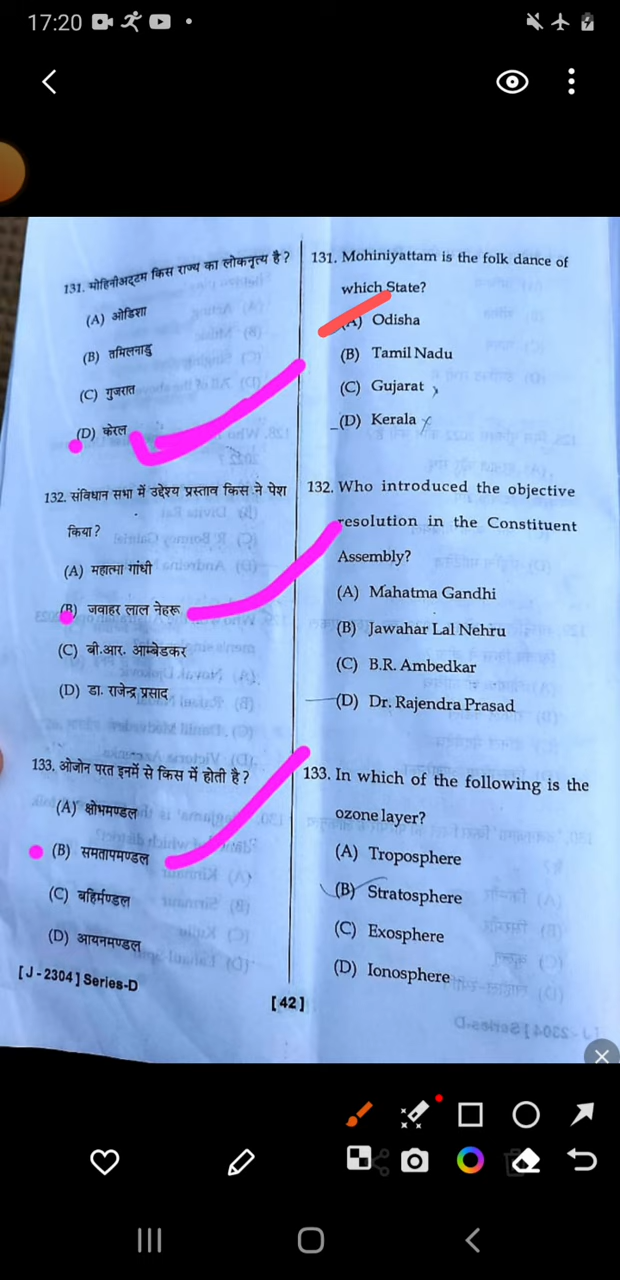 17:20
131. मोहिनीअट्टम किस राज्य का लोकनृत्य है?
(A) ओडिशा
(B) तमिलनाडु
(C) गुजरात
(D) केरल
132. संविधान सभा में उद्देश्य प्रस्ताव किस ने पेश
किया?
(A) महात्मा गांधी
(B) जवाहर लाल नेहरू
(C) बी.आर. आम्बेडकर
(D) डा. राजेन्द्र प्रसाद
133. ओजोन परत इनमें से किस में होती है?
(A) क्षोभमण्डल
(B) समतापमण्डल
(C) बहिर्मण्डल
(D) आयनमण्डल
[ J - 2304 ] Series-D
131. Mohiniyattam is the folk dance of
which State?
(A) Odisha
(B) Tamil Nadu
(C) Gujarat
(D) Kerala
132. Who introduced the objective
resolution in the Constituent
Assembly?
(A) Mahatma Gandhi
(B) Jawahar Lal Nehru
(C) B.R. Ambedkar
(D) Dr. Rajendra Prasad
133. In which of the following is the
ozone layer?
(A) Troposphere
(B) Stratosphere
(C) Exosphere
(D) Ionosphere
[ 42 ]